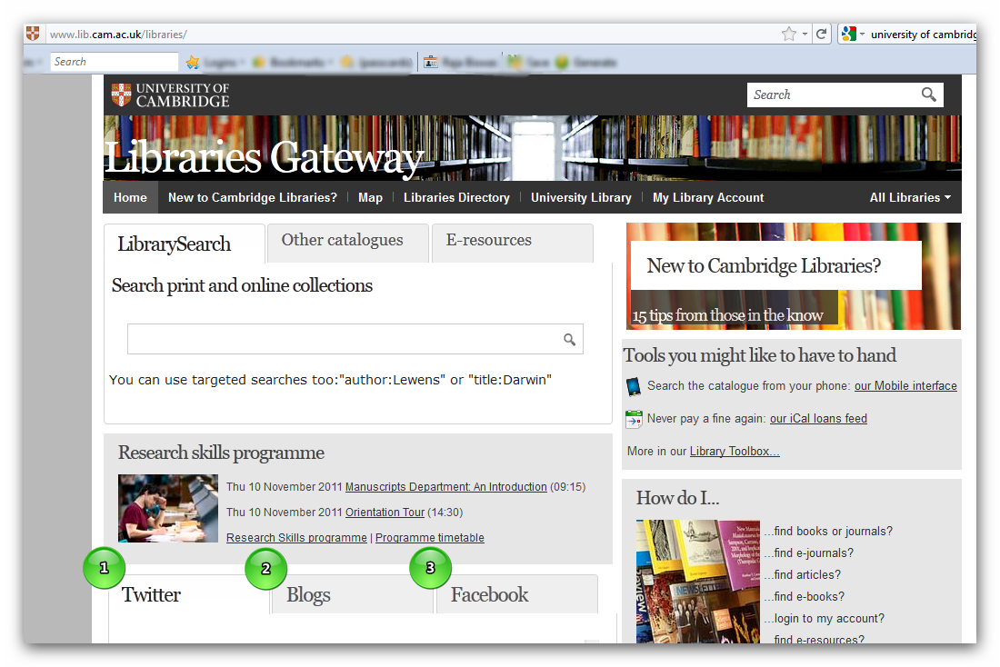 www.lib.cam.ac.uk/libraries/
university of cambridg
Search
UNIVERSITY OF
CAMBRIDGE
Search
Libraries Gateway
Home New to Cambridge Libraries? Map Libraries Directory University Library My Library Account All Libraries
LibrarySearch Other catalogues E-resources
Search print and online collections
You can use targeted searches too:"author:Lewens" or "title:Darwin"
New to Cambridge Libraries?
15 tips from those in the know
Tools you might like to have to hand
Search the catalogue from your phone: our Mobile interface
Never pay a fine again: our iCal loans feed
More in our Library Toolbox...
Research skills programme
Thu 10 November 2011 Manuscripts Department: An Introduction (09:15)
Thu 10 November 2011 Orientation Tour (14:30)
Research Skills programme | Programme timetable
1 2 3
Twitter Blogs Facebook
How do I...
...find books or journals?
...find e-journals?
...find articles?
...find e-books?
...login to my account?
...find e-resources?
NEWSLETTER